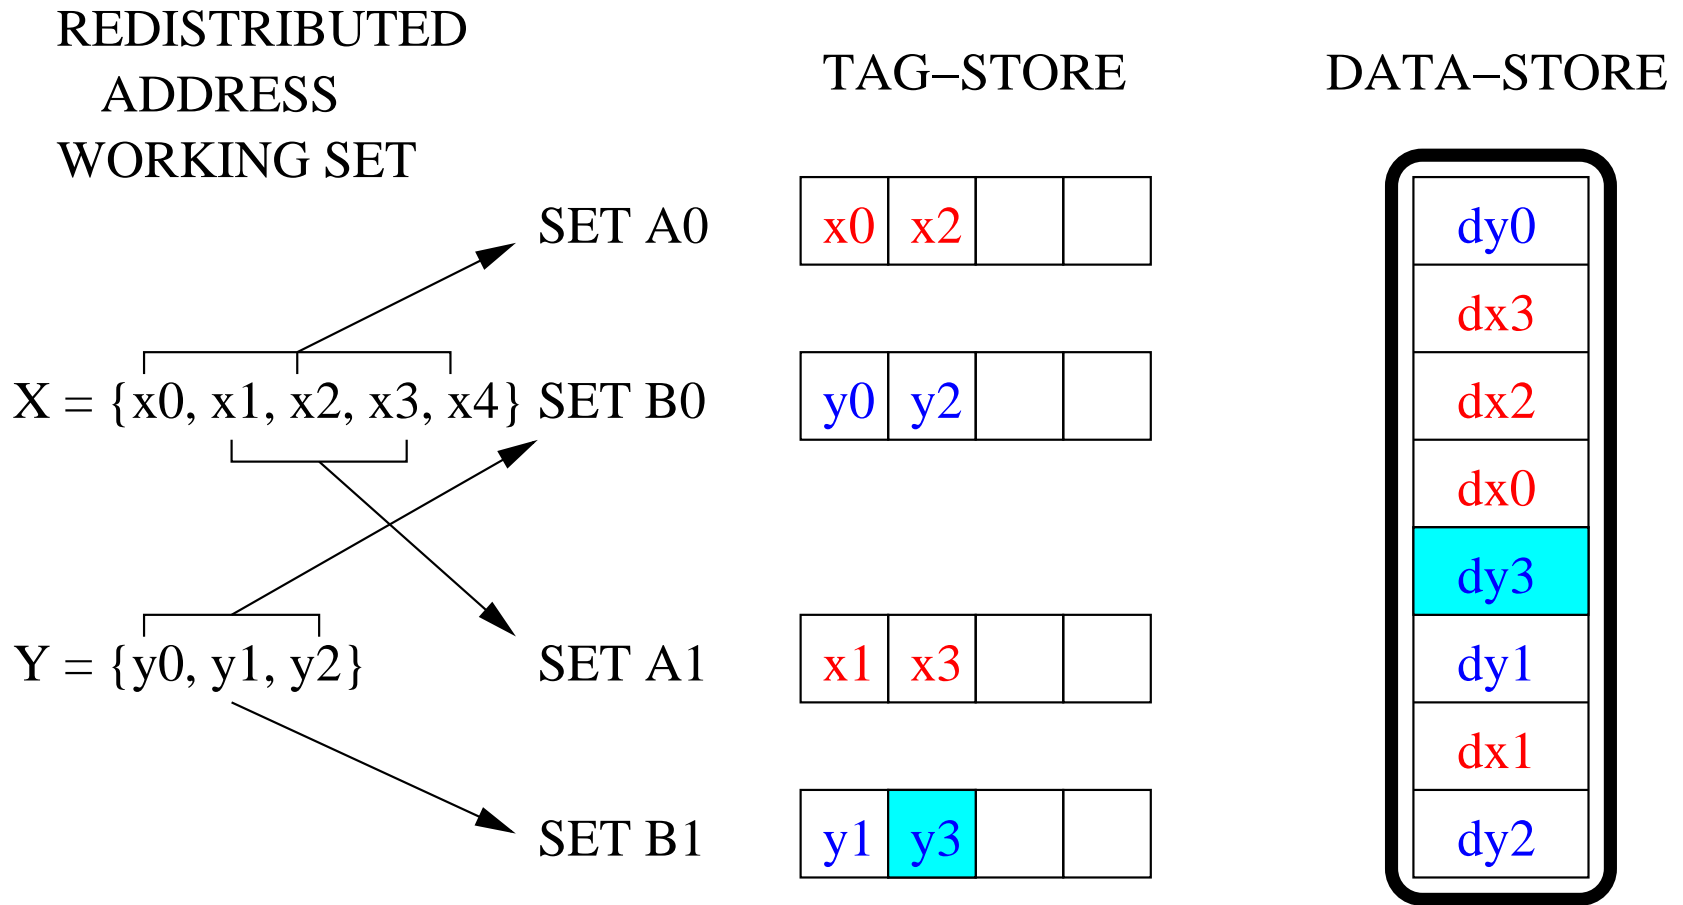 REDISTRIBUTED
ADDRESS
WORKING SET
TAG–STORE
DATA–STORE
SET A0
x0 x2
X = {x0, x1, x2, x3, x4}
SET B0
y0 y2
Y = {y0, y1, y2}
SET A1
x1 x3
SET B1
y1 y3
dy0
dx3
dx2
dx0
dy3
dy1
dx1
dy2